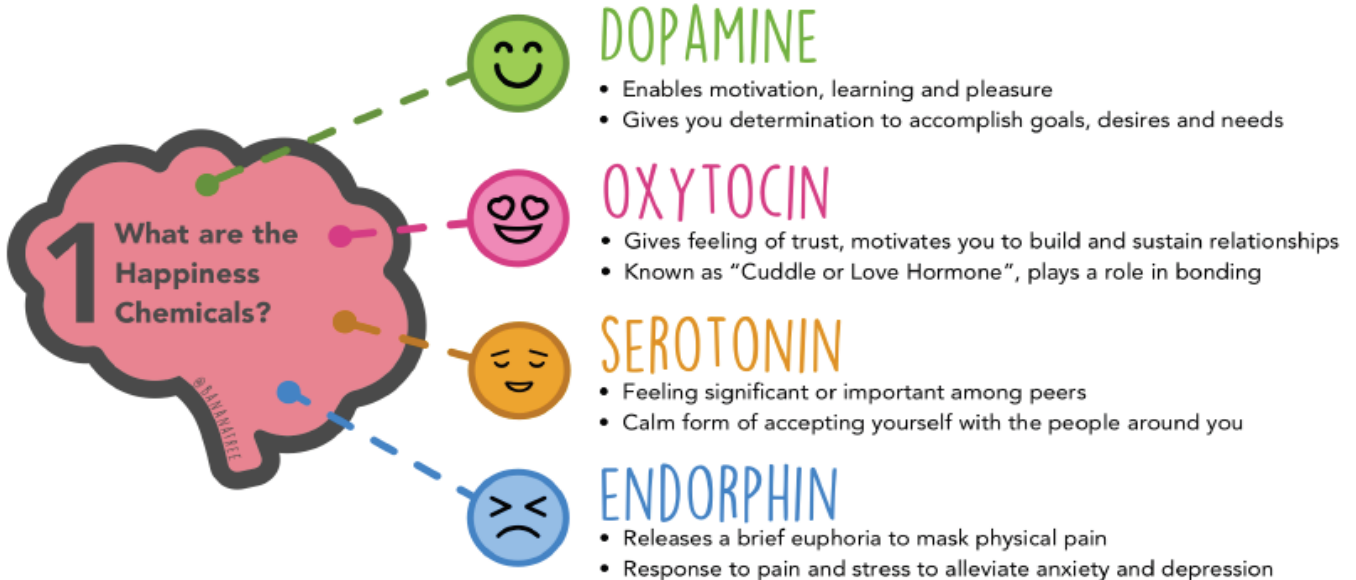 1
What are the
Happiness
Chemicals?
@BANANATREE
DOPAMINE
• Enables motivation, learning and pleasure
• Gives you determination to accomplish goals, desires and needs
OXYTOCIN
• Gives feeling of trust, motivates you to build and sustain relationships
• Known as “Cuddle or Love Hormone”, plays a role in bonding
SEROTONIN
• Feeling significant or important among peers
• Calm form of accepting yourself with the people around you
ENDORPHIN
• Releases a brief euphoria to mask physical pain
• Response to pain and stress to alleviate anxiety and depression